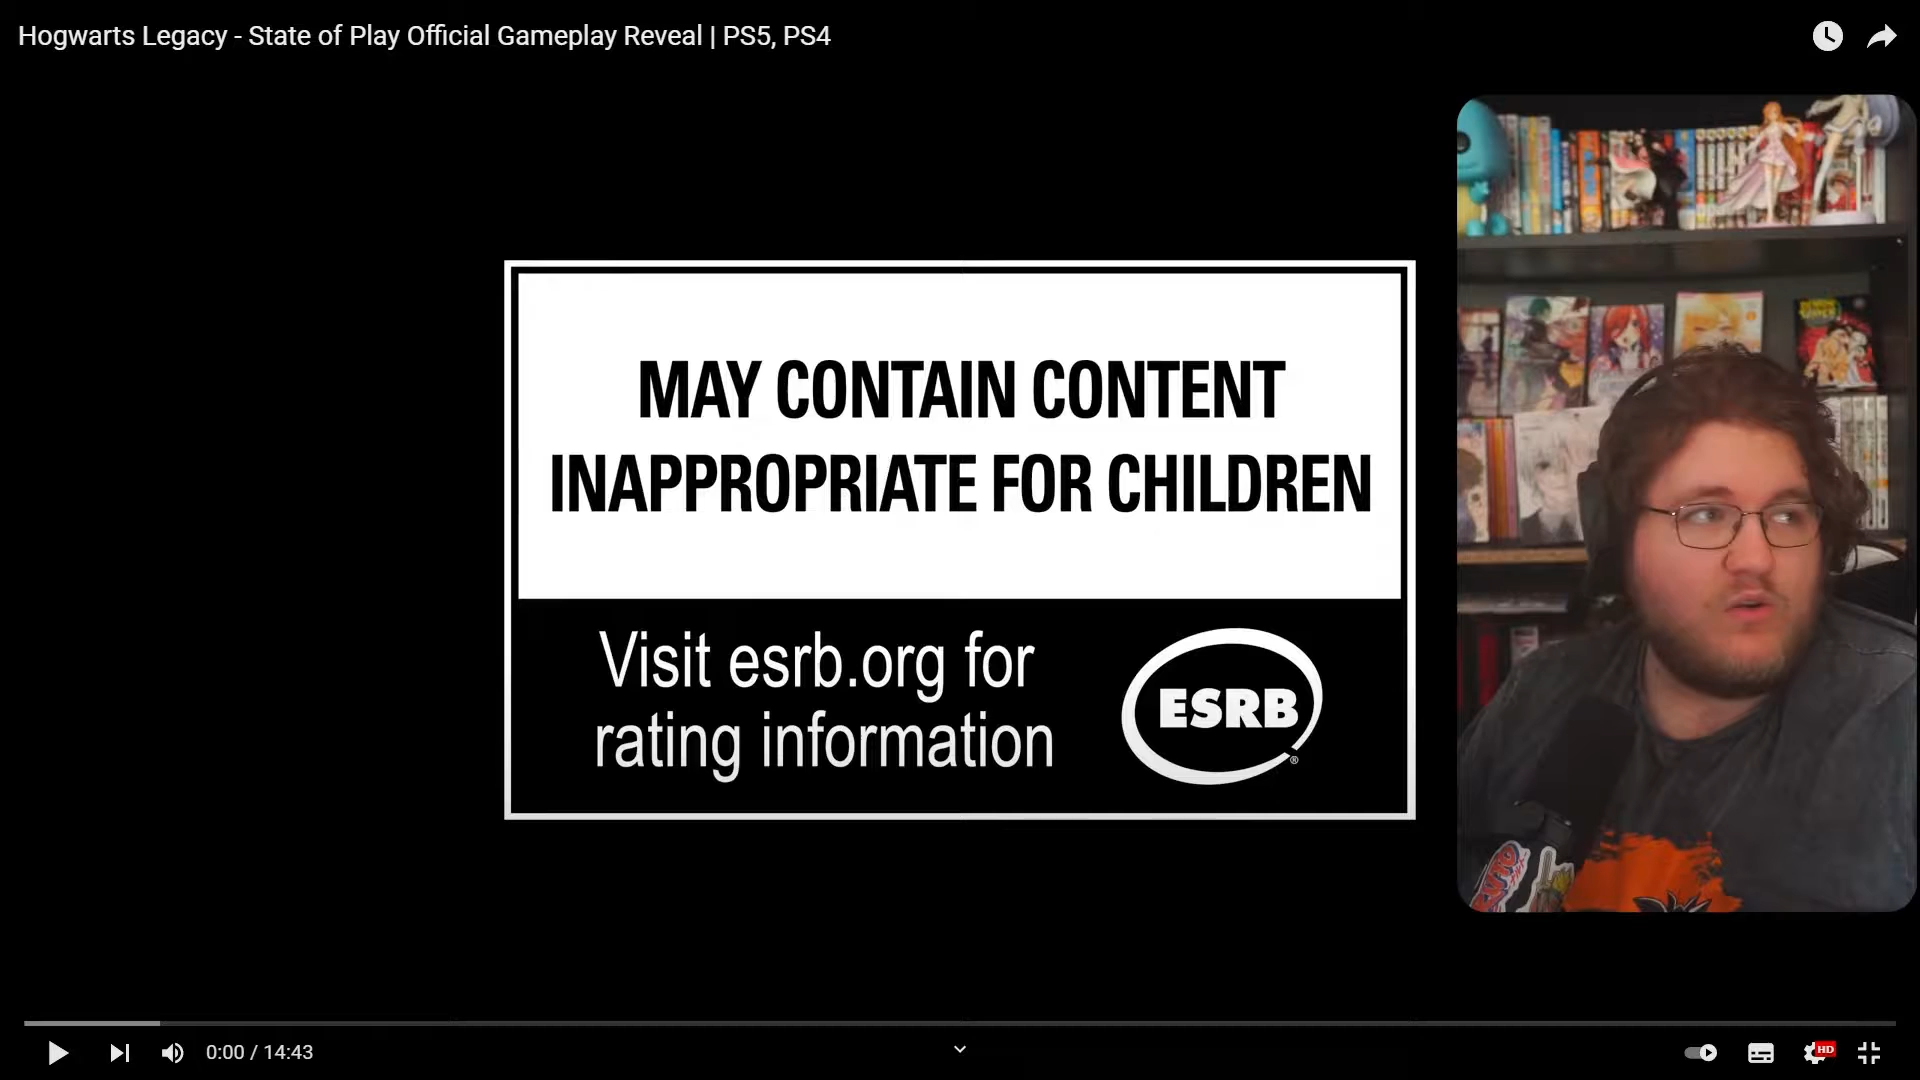 Hogwarts Legacy - State of Play Official Gameplay Reveal | PS5, PS4
MAY CONTAIN CONTENT
INAPPROPRIATE FOR CHILDREN
Visit esrb.org for
rating information
ESRB
®
0:00 / 14:43
HD